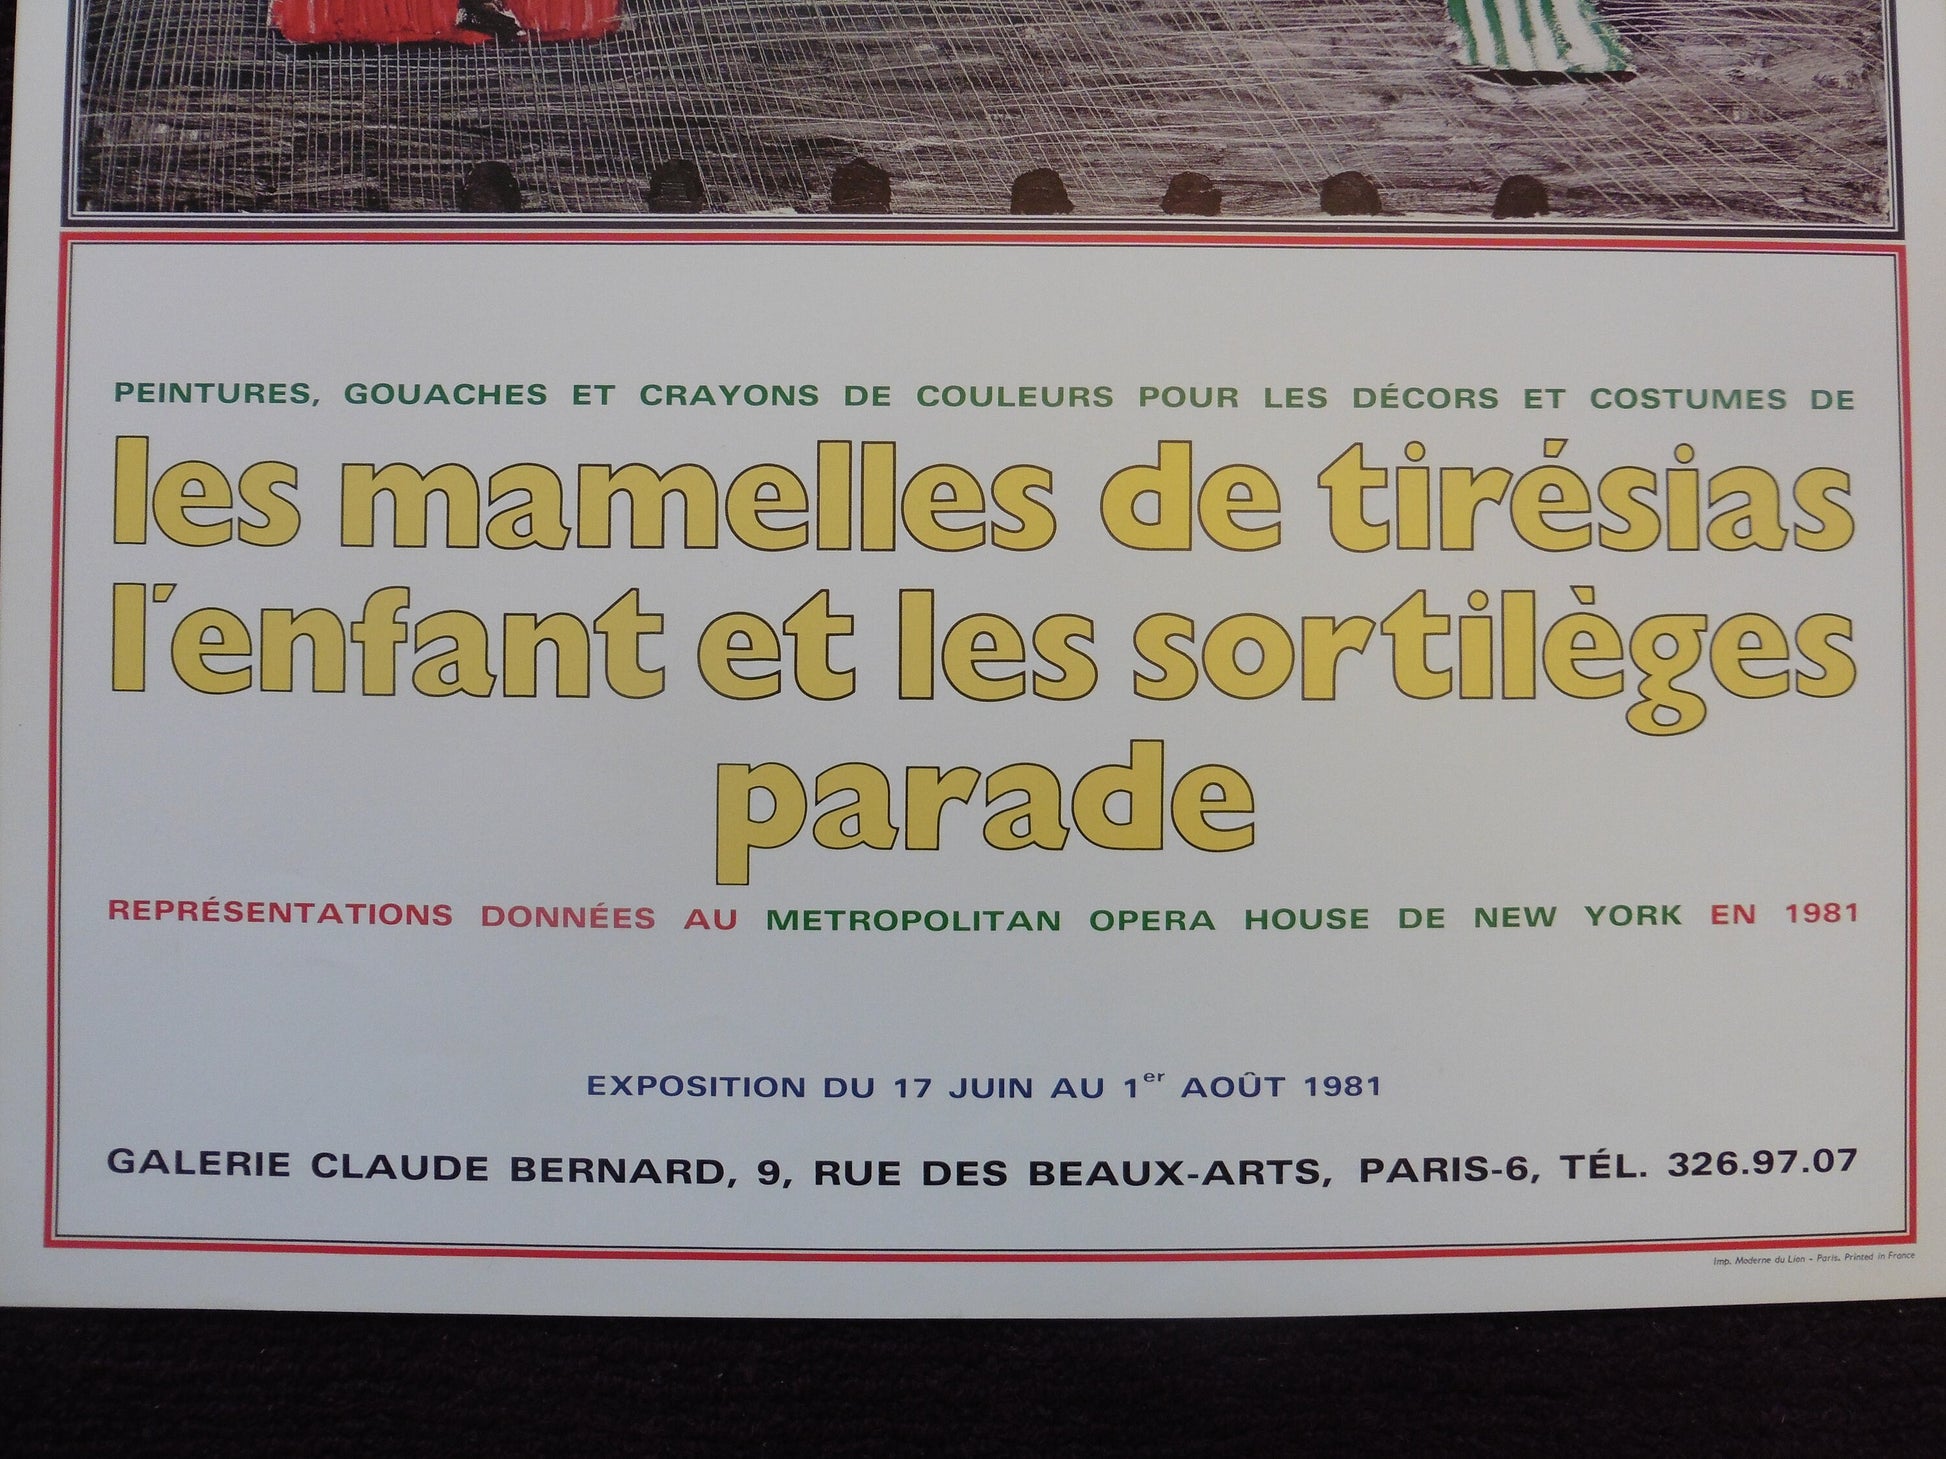 PEINTURES, GOUACHES ET CRAYONS DE COULEURS POUR LES DÉCORS ET COSTUMES DE
les mamelles de tirésias
l'enfant et les sortilèges
parade
REPRÉSENTATIONS DONNÉES AU METROPOLITAN OPERA HOUSE DE NEW YORK EN 1981
EXPOSITION DU 17 JUIN AU 1er AOÛT 1981
GALERIE CLAUDE BERNARD, 9, RUE DES BEAUX-ARTS, PARIS-6, TÉL. 326.97.07
Imp. Moderne du Lion - Paris. Printed in France